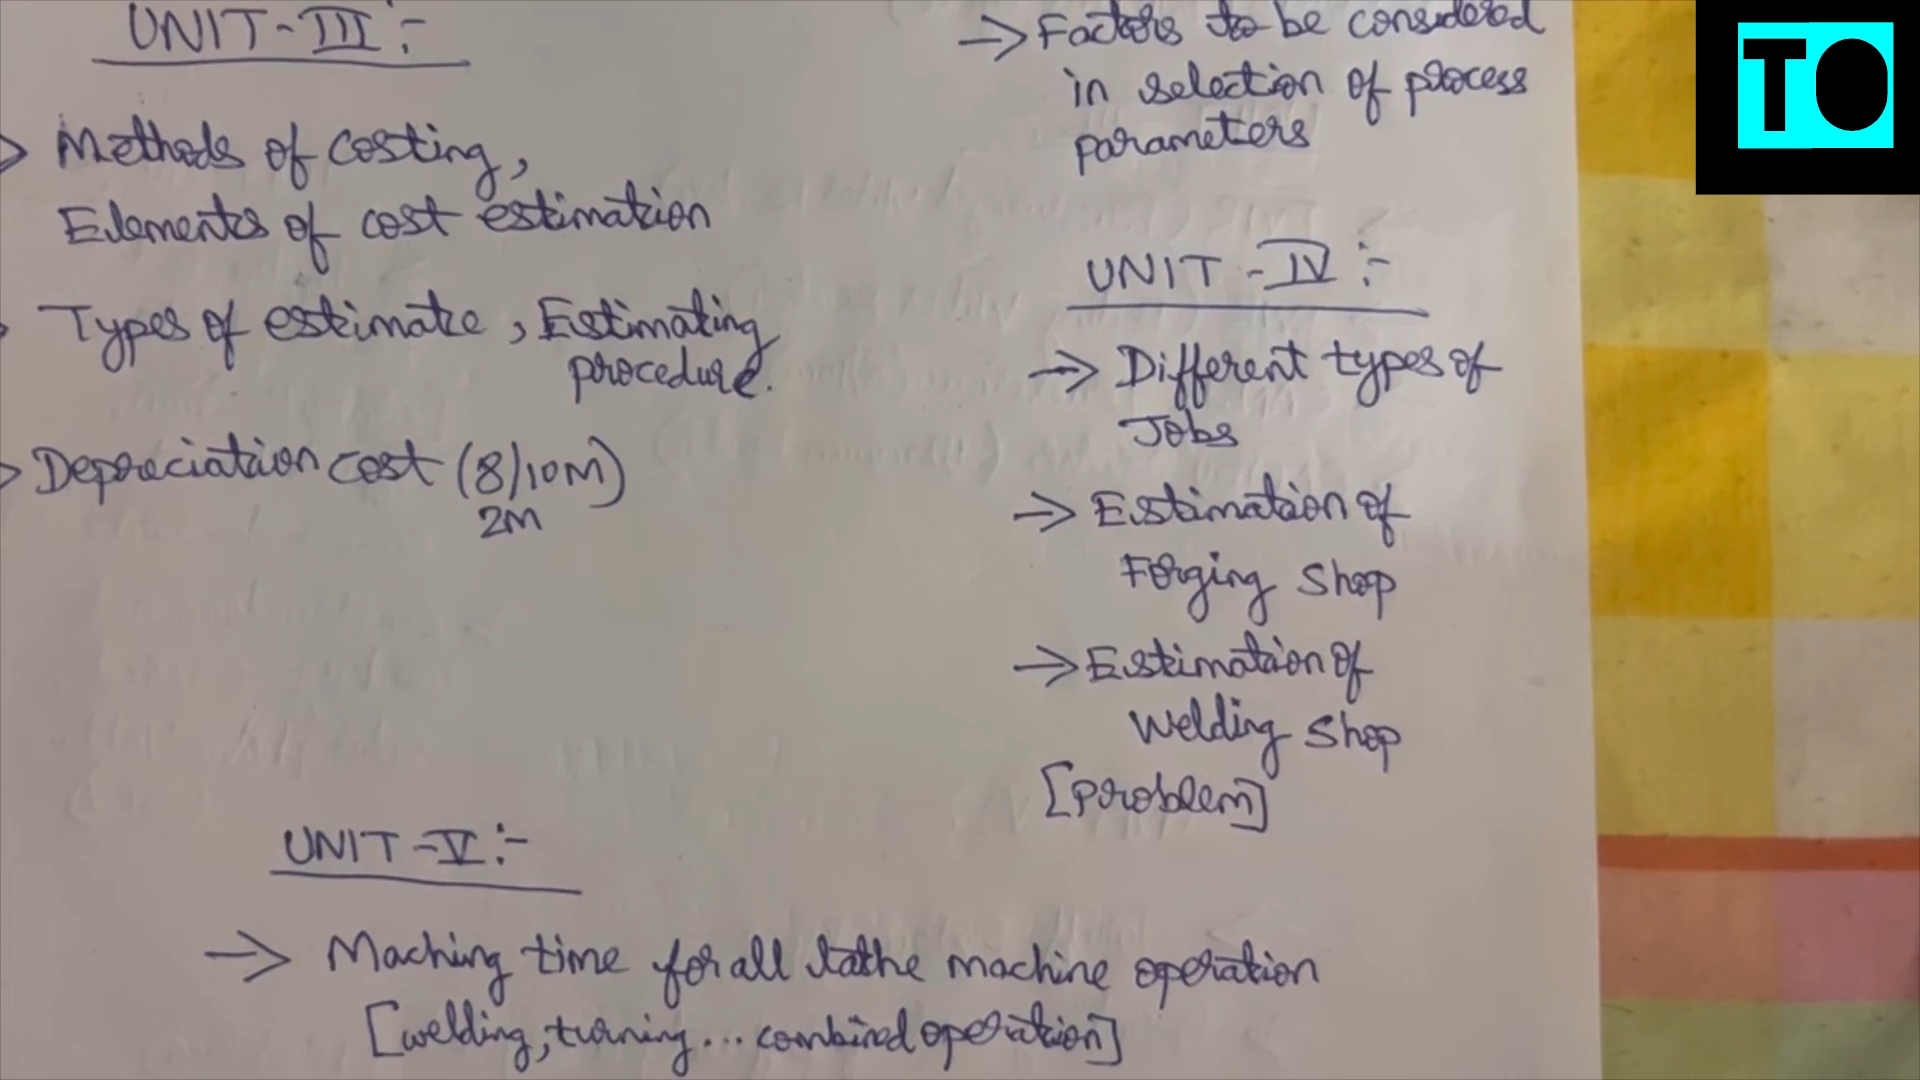 UNIT-III :-
> Methods of costing,
Elements of cost estimation
> Types of estimate, Estimating
procedure.
> Depreciation cost (8/10M)
2M
→ Factors to be considered
in selection of process
parameters
UNIT-IV :-
→ Different types of
Jobs
→ Estimation of
Forging Shop
→ Estimation of
Welding Shop
[problem]
UNIT-V :-
→ Maching time for all lathe machine operation
[welding, turning... combined operation]
TO